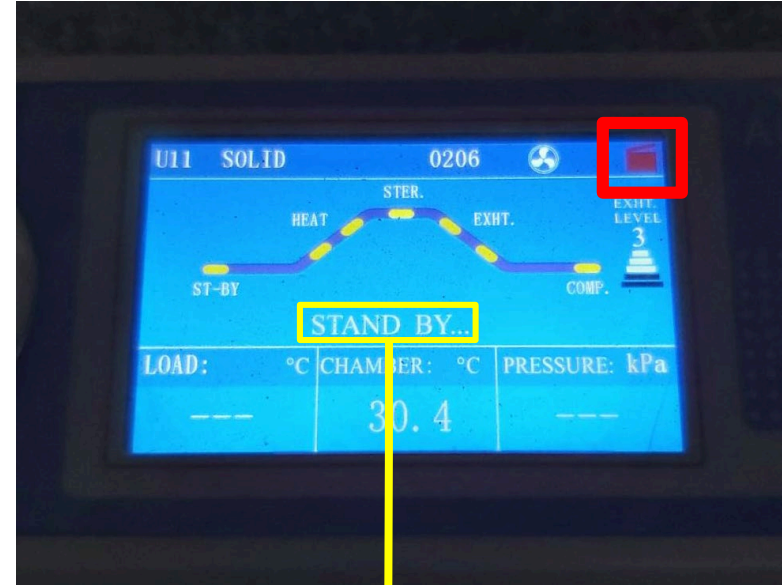 U11 SOLID 0206
STER.
HEAT EXHT.
EXHT.
LEVEL
3
ST-BY COMP.
STAND BY...
LOAD: °C CHAMBER: °C PRESSURE: kPa
--- 30.4 ---